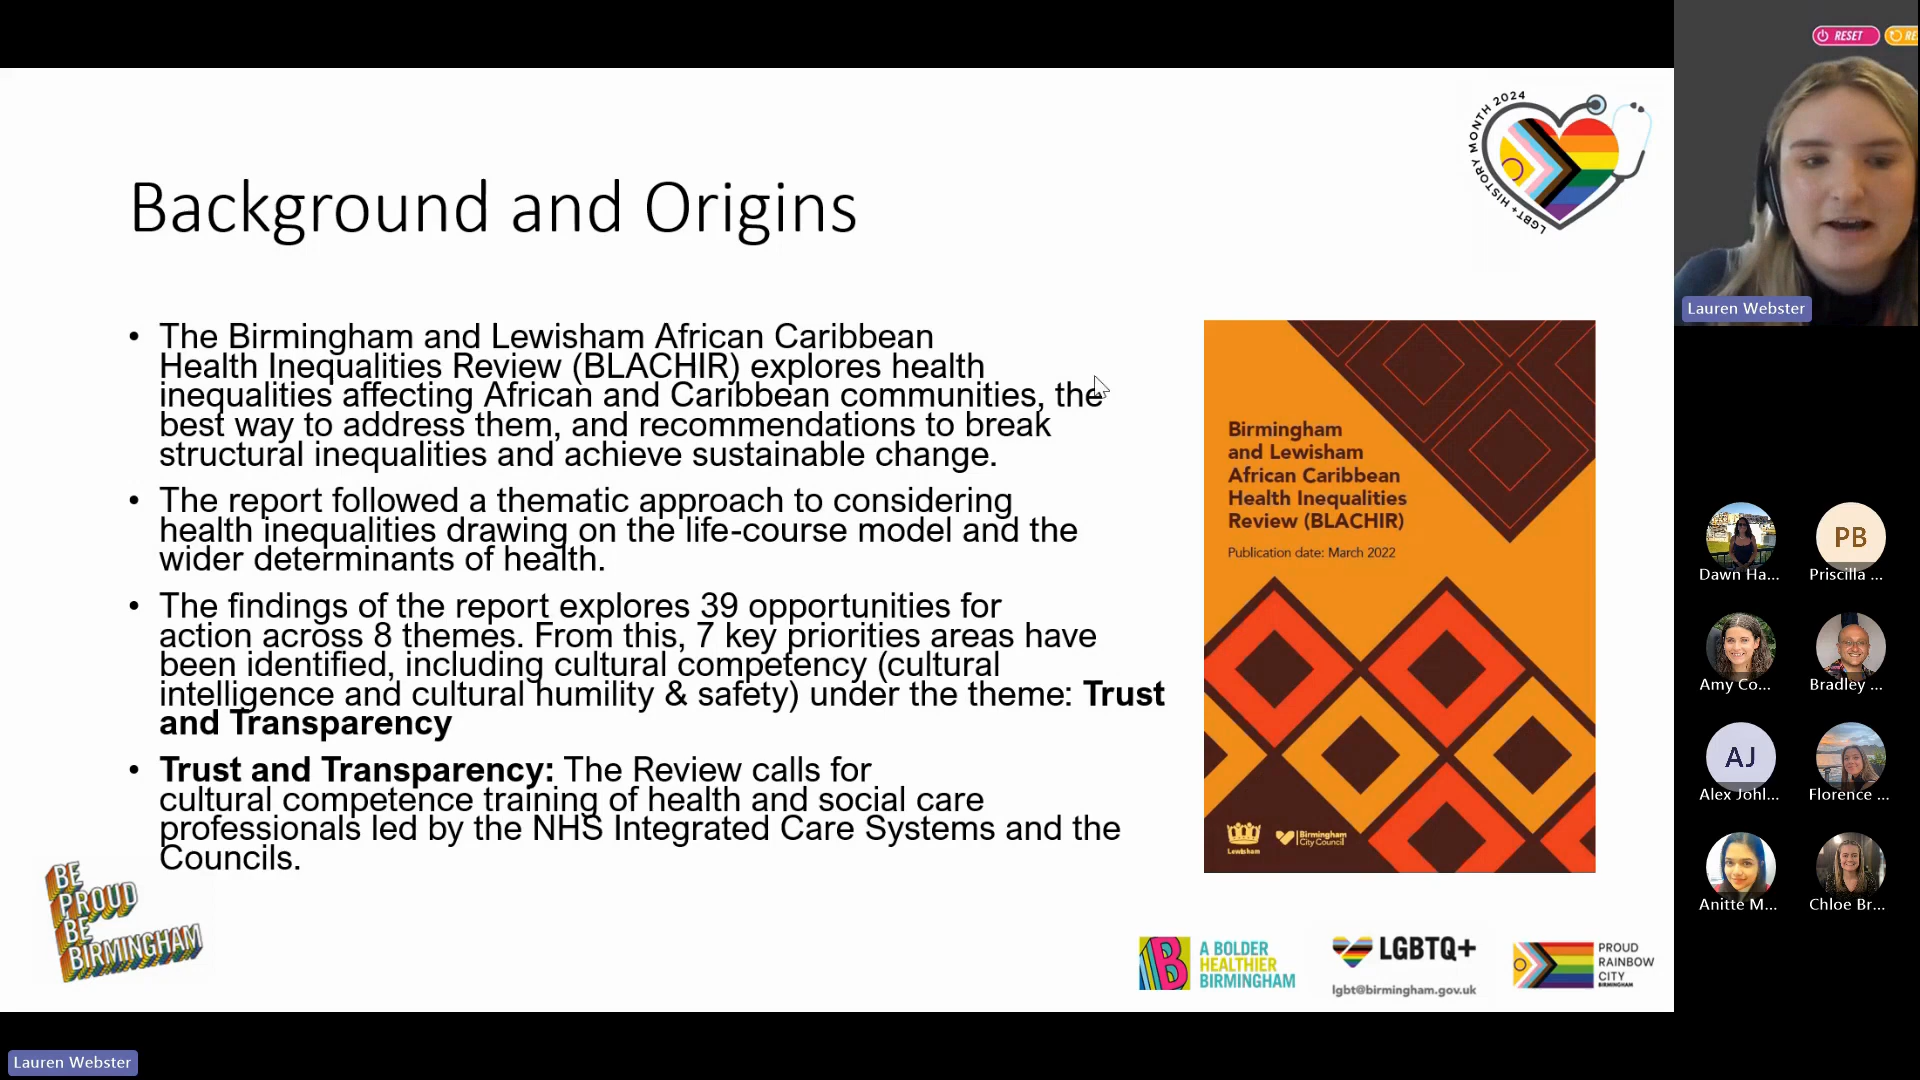 RESET
LGBT+ HISTORY MONTH 2024
Background and Origins
• The Birmingham and Lewisham African Caribbean
Health Inequalities Review (BLACHIR) explores health
inequalities affecting African and Caribbean communities, the
best way to address them, and recommendations to break
structural inequalities and achieve sustainable change.
• The report followed a thematic approach to considering
health inequalities drawing on the life-course model and the
wider determinants of health.
• The findings of the report explores 39 opportunities for
action across 8 themes. From this, 7 key priorities areas have
been identified, including cultural competency (cultural
intelligence and cultural humility & safety) under the theme: Trust
and Transparency
• Trust and Transparency: The Review calls for
cultural competence training of health and social care
professionals led by the NHS Integrated Care Systems and the
Councils.
Birmingham
and Lewisham
African Caribbean
Health Inequalities
Review (BLACHIR)
Publication date: March 2022
Lewisham
Birmingham
City Council
BE
PROUD
BE
BIRMINGHAM
B
A BOLDER
HEALTHIER
BIRMINGHAM
LGBTQ+
lgbt@birmingham.gov.uk
PROUD
RAINBOW
CITY
BIRMINGHAM
Lauren Webster
PB
Dawn Ha... Priscilla ...
Amy Co... Bradley ...
AJ
Alex Johl... Florence ...
Anitte M... Chloe Br...
Lauren Webster